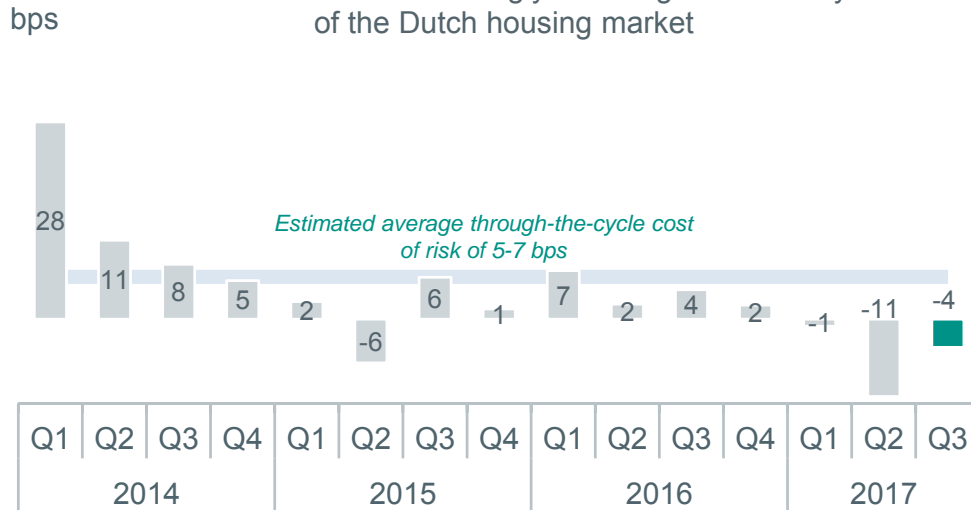 bps
of the Dutch housing market
Estimated average through-the-cycle cost
of risk of 5-7 bps
28
11
8
5
2
-6
6
1
7
2
4
2
-1
-11
-4
Q1 Q2 Q3 Q4 Q1 Q2 Q3 Q4 Q1 Q2 Q3 Q4 Q1 Q2 Q3
2014 2015 2016 2017